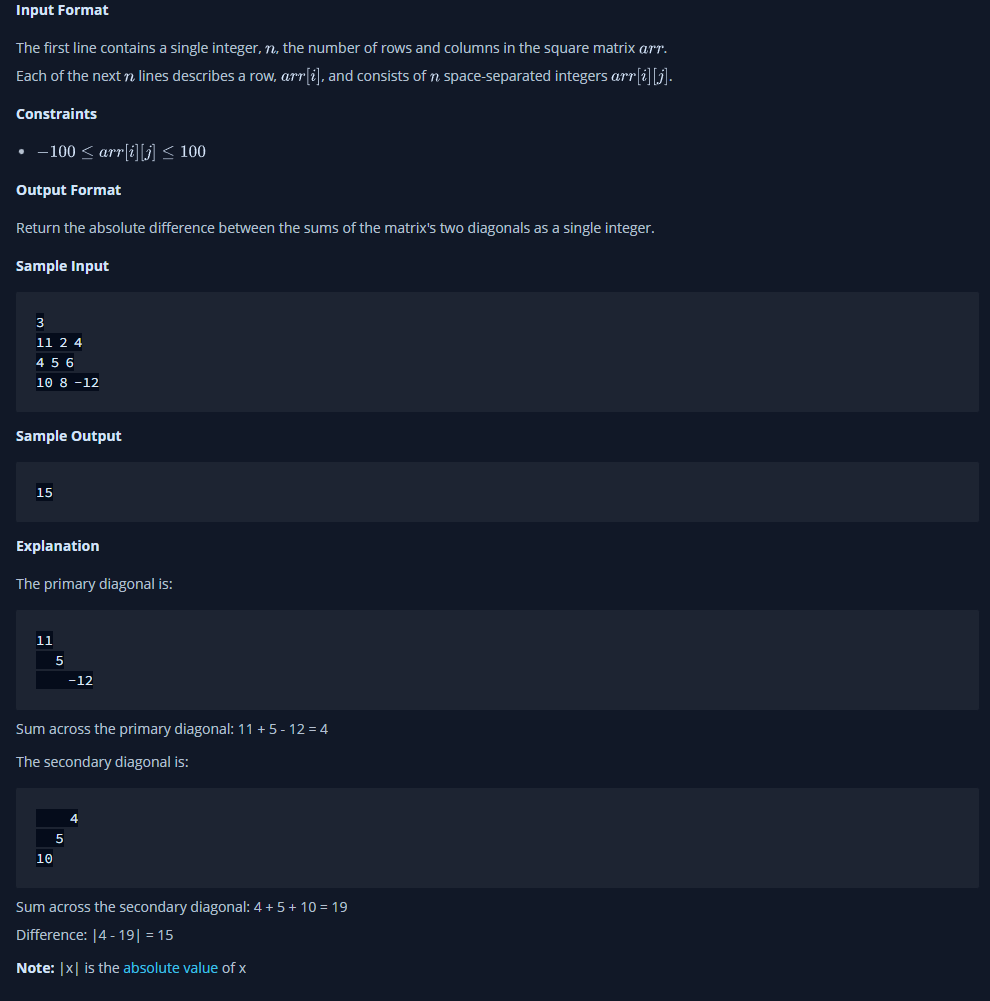 Input Format
The first line contains a single integer, n, the number of rows and columns in the square matrix arr.
Each of the next n lines describes a row, arr[i], and consists of n space-separated integers arr[i][j].
Constraints
• −100 ≤ arr[i][j] ≤ 100
Output Format
Return the absolute difference between the sums of the matrix's two diagonals as a single integer.
Sample Input
3
11 2 4
4 5 6
10 8 -12
Sample Output
15
Explanation
The primary diagonal is:
11
5
-12
Sum across the primary diagonal: 11 + 5 - 12 = 4
The secondary diagonal is:
4
5
10
Sum across the secondary diagonal: 4 + 5 + 10 = 19
Difference: |4 - 19| = 15
Note: |x| is the absolute value of x